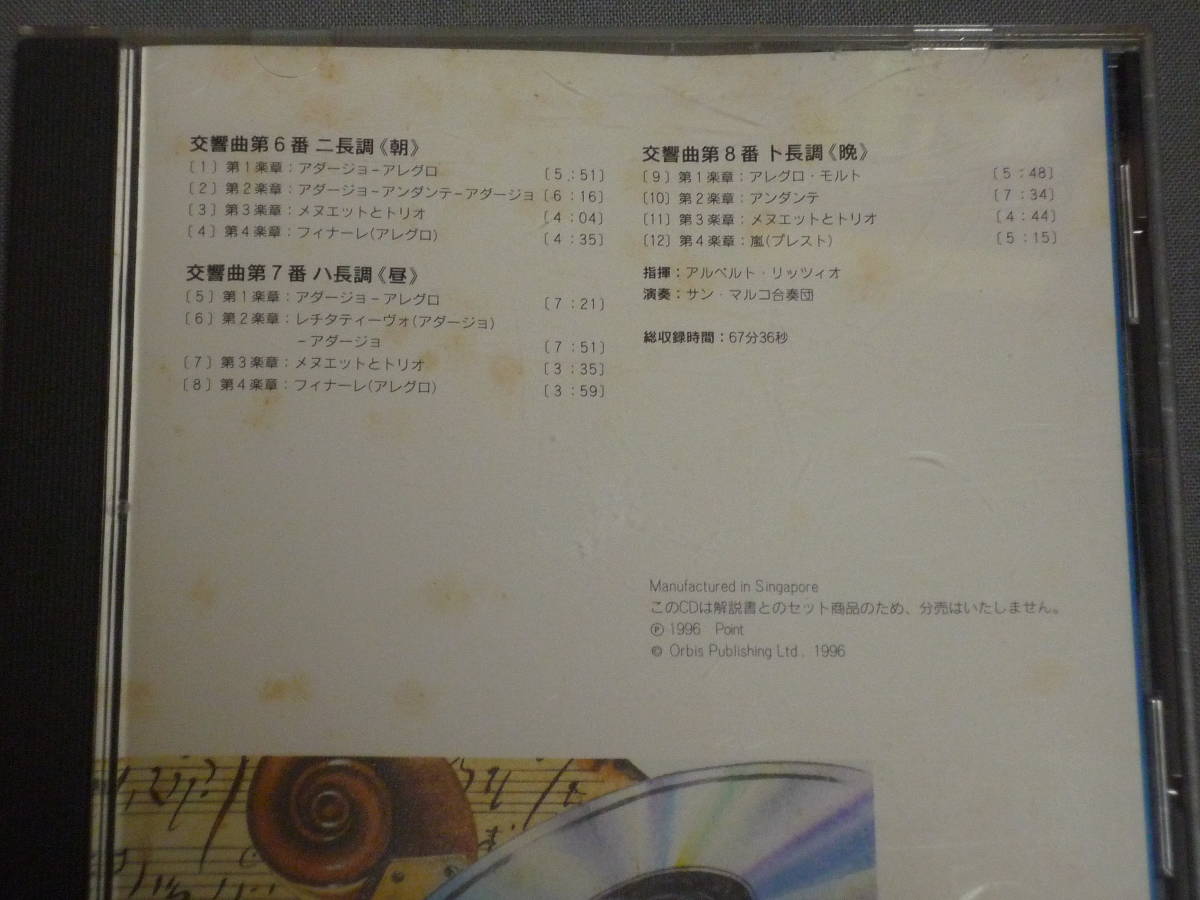 交響曲第6番 ニ長調《朝》
〔1〕第1楽章：アダージョ−アレグロ 〔5：51〕
〔2〕第2楽章：アダージョ−アンダンテ−アダージョ 〔6：16〕
〔3〕第3楽章：メヌエットとトリオ 〔4：04〕
〔4〕第4楽章：フィナーレ(アレグロ) 〔4：35〕
交響曲第7番 ハ長調《昼》
〔5〕第1楽章：アダージョ−アレグロ 〔7：21〕
〔6〕第2楽章：レチタティーヴォ(アダージョ)
−アダージョ 〔7：51〕
〔7〕第3楽章：メヌエットとトリオ 〔3：35〕
〔8〕第4楽章：フィナーレ(アレグロ) 〔3：59〕
交響曲第8番 ト長調《晩》
〔9〕第1楽章：アレグロ・モルト 〔5：48〕
〔10〕第2楽章：アンダンテ 〔7：34〕
〔11〕第3楽章：メヌエットとトリオ 〔4：44〕
〔12〕第4楽章：嵐(プレスト) 〔5：15〕
指揮：アルベルト・リッツィオ
演奏：サン・マルコ合奏団
総収録時間：67分36秒
Manufactured in Singapore
このCDは解説書とのセット商品のため、分売はいたしません。
℗ 1996 Point
© Orbis Publishing Ltd., 1996